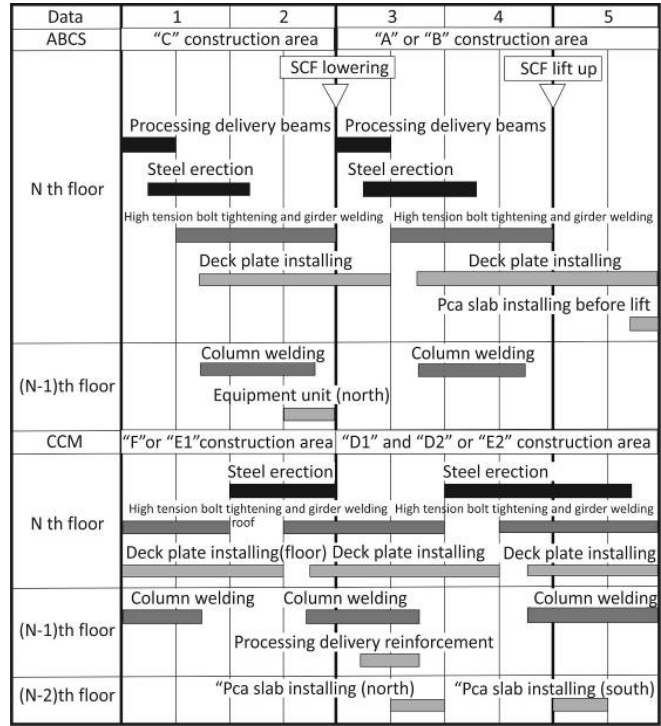 Data 1 2 3 4 5
ABCS "C" construction area "A" or "B" construction area
SCF lowering SCF lift up
Processing delivery beams Processing delivery beams
Steel erection Steel erection
N th floor
High tension bolt tightening and girder welding High tension bolt tightening and girder welding
Deck plate installing Deck plate installing
Pca slab installing before lift
Column welding Column welding
(N-1)th floor
Equipment unit (north)
CCM "F"or "E1"construction area "D1" and "D2" or "E2" construction area
Steel erection Steel erection
High tension bolt tightening and girder welding High tension bolt tightening and girder welding
N th floor roof
Deck plate installing(floor) Deck plate installing Deck plate installing
Column welding Column welding Column welding
(N-1)th floor
Processing delivery reinforcement
(N-2)th floor "Pca slab installing (north) "Pca slab installing (south)